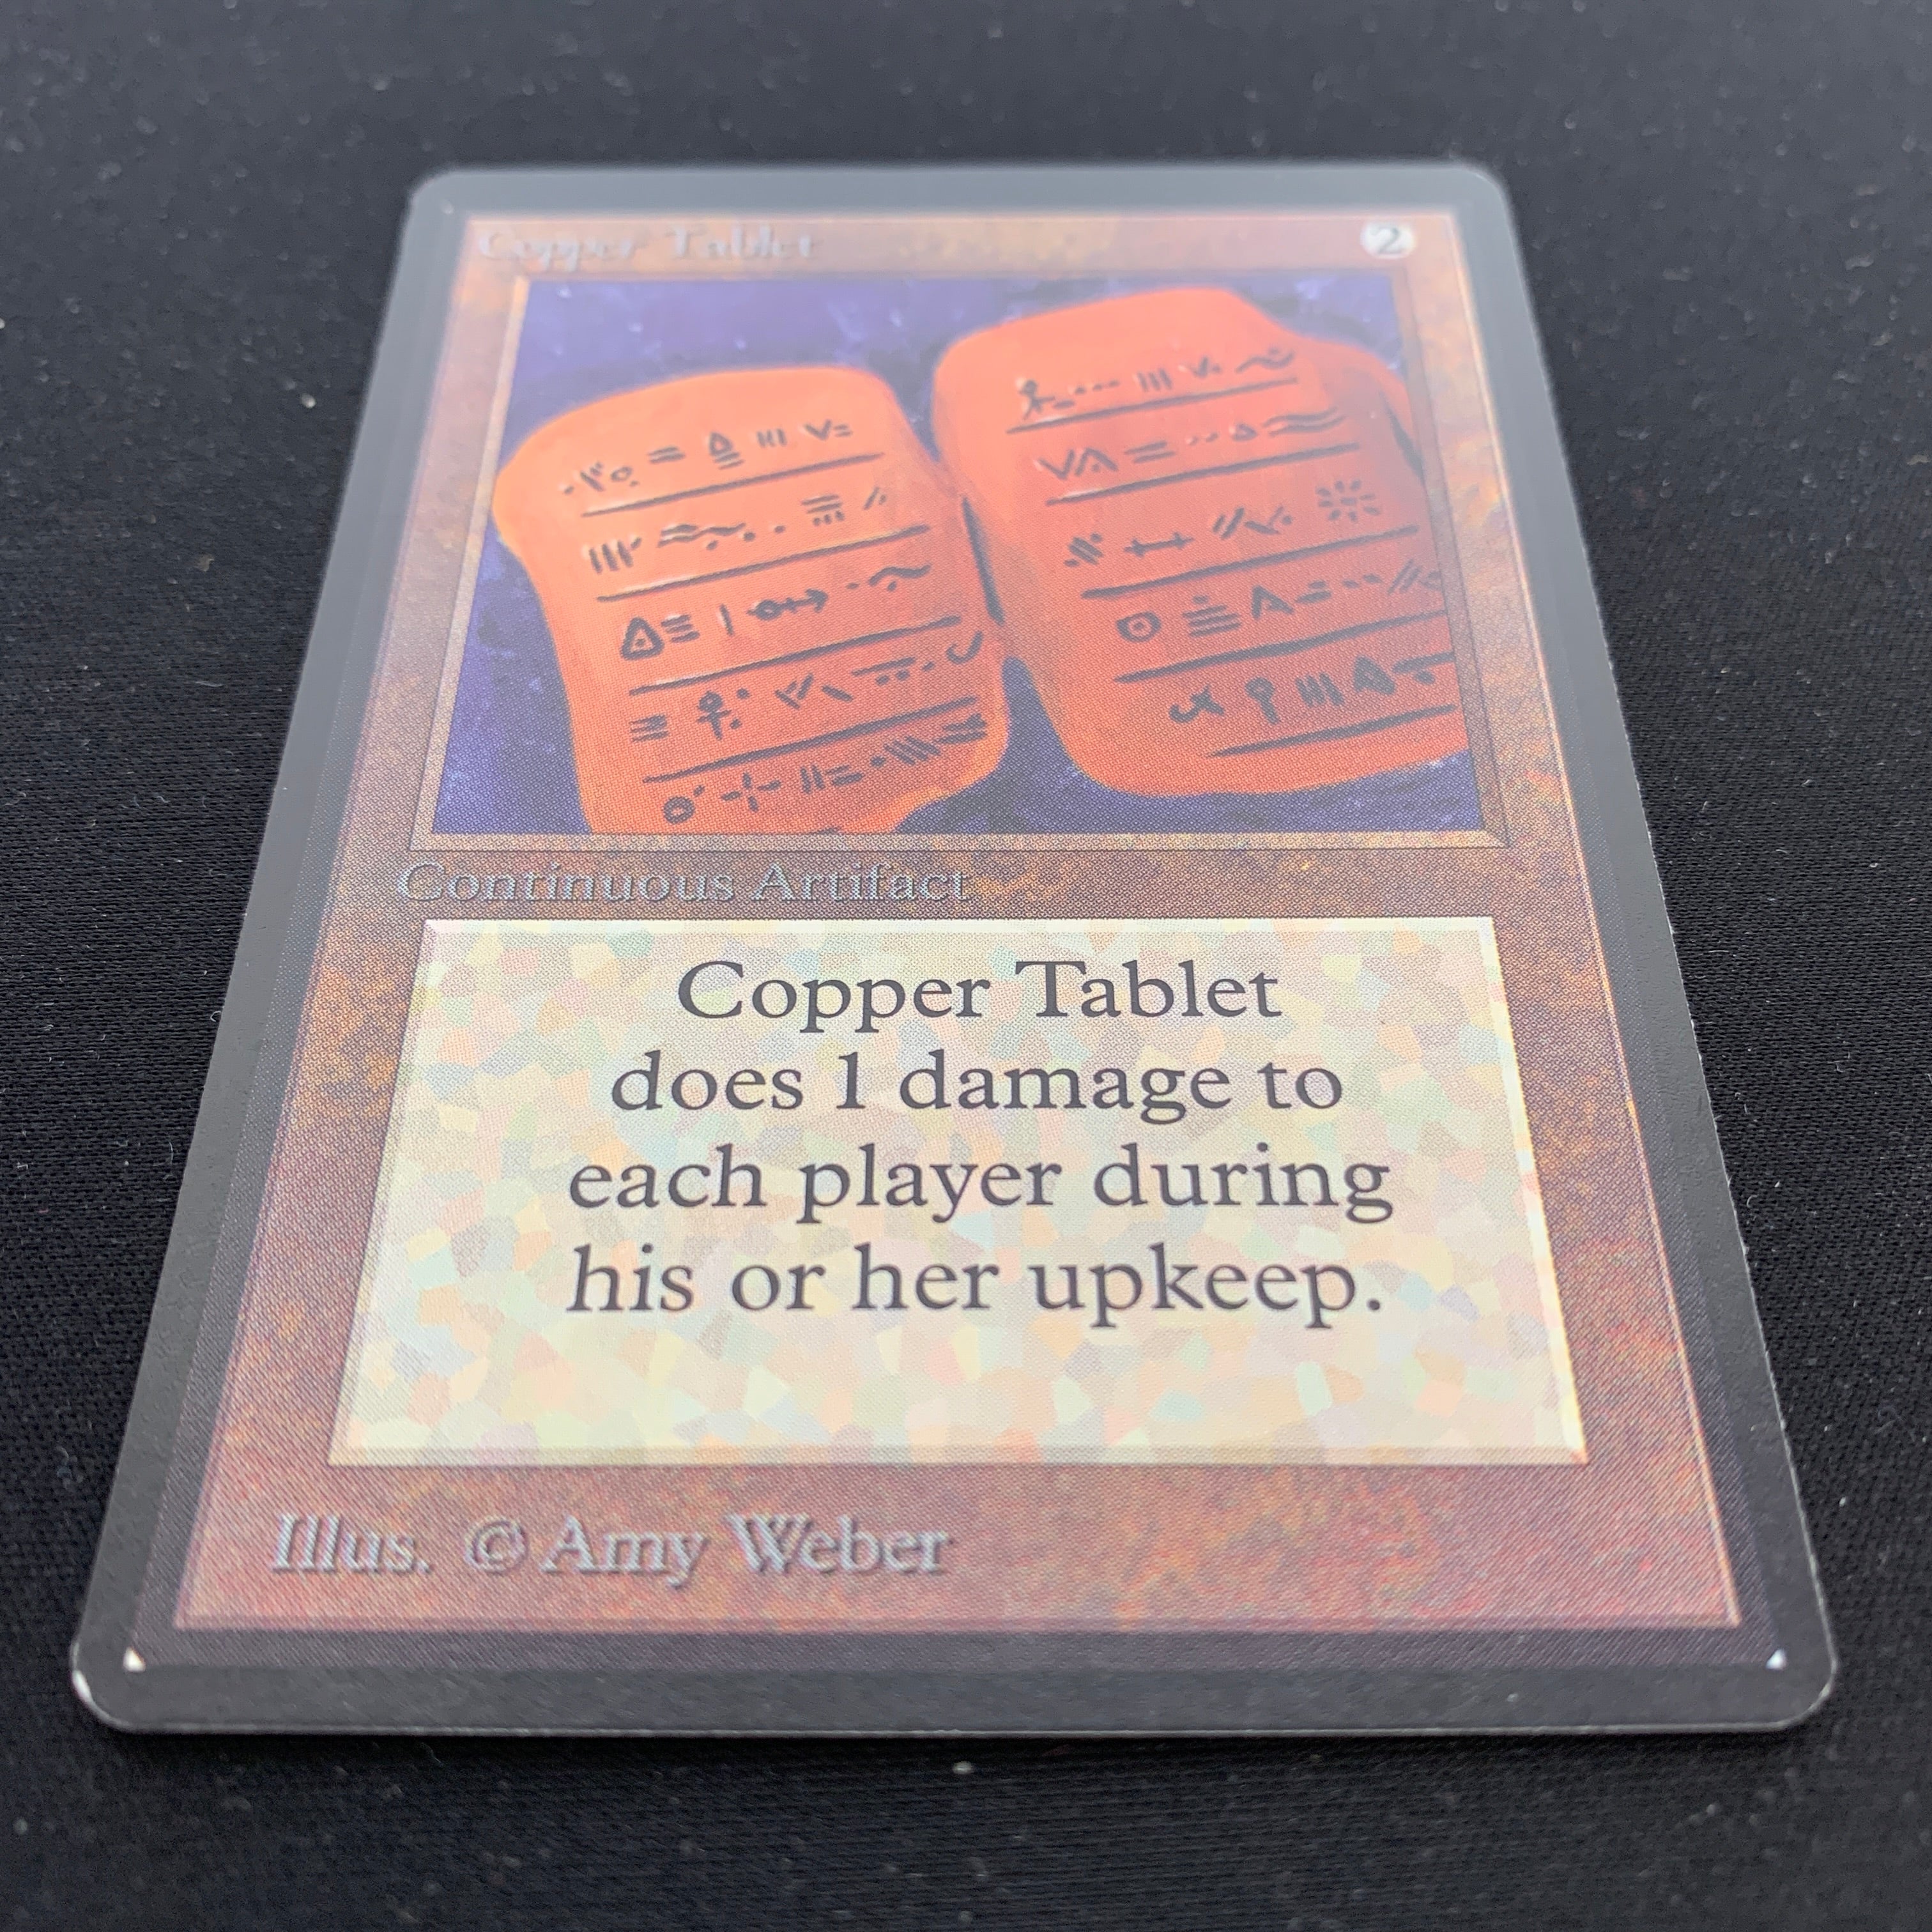 Copper Tablet 2
Continuous Artifact
Copper Tablet
does 1 damage to
each player during
his or her upkeep.
Illus. © Amy Weber